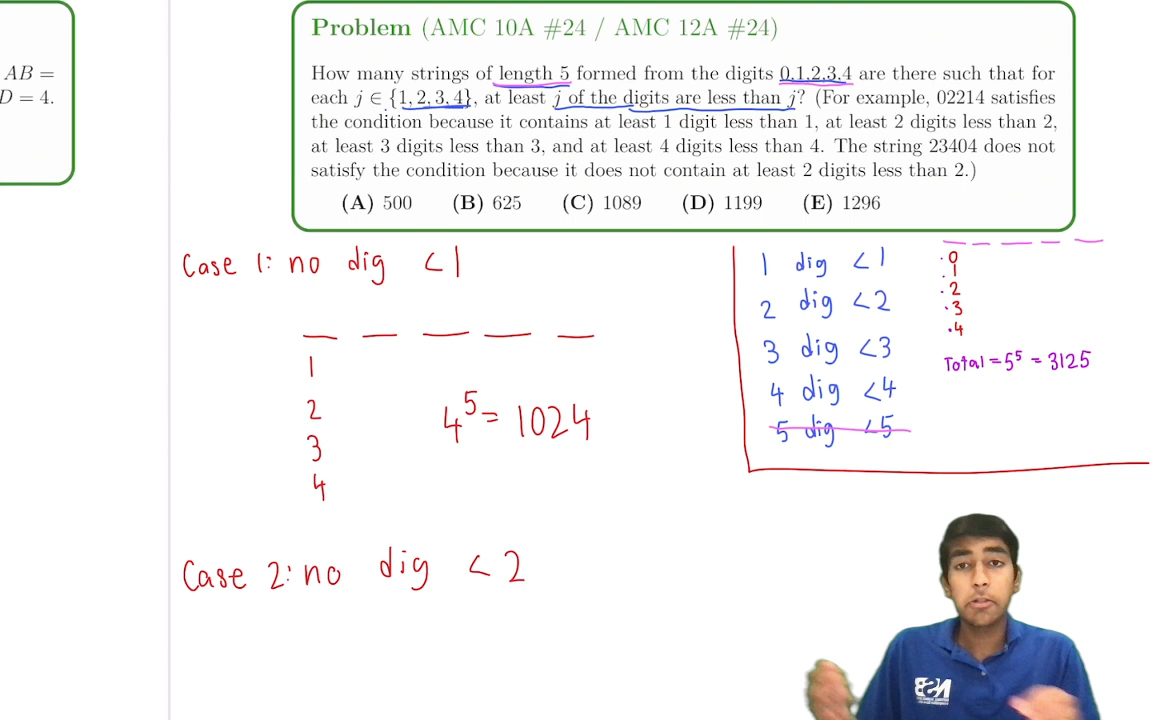 AB =
D = 4.
Problem (AMC 10A #24 / AMC 12A #24)
How many strings of length 5 formed from the digits 0,1,2,3,4 are there such that for
each j ∈ {1,2,3,4}, at least j of the digits are less than j? (For example, 02214 satisfies
the condition because it contains at least 1 digit less than 1, at least 2 digits less than 2,
at least 3 digits less than 3, and at least 4 digits less than 4. The string 23404 does not
satisfy the condition because it does not contain at least 2 digits less than 2.)
(A) 500 (B) 625 (C) 1089 (D) 1199 (E) 1296
Case 1: no dig < 1
1
2
3
4
4⁵ = 1024
Case 2: no dig < 2
1 dig < 1
2 dig < 2
3 dig < 3
4 dig < 4
5 dig < 5
. 0
. 1
. 2
. 3
. 4
Total = 5⁵ = 3125